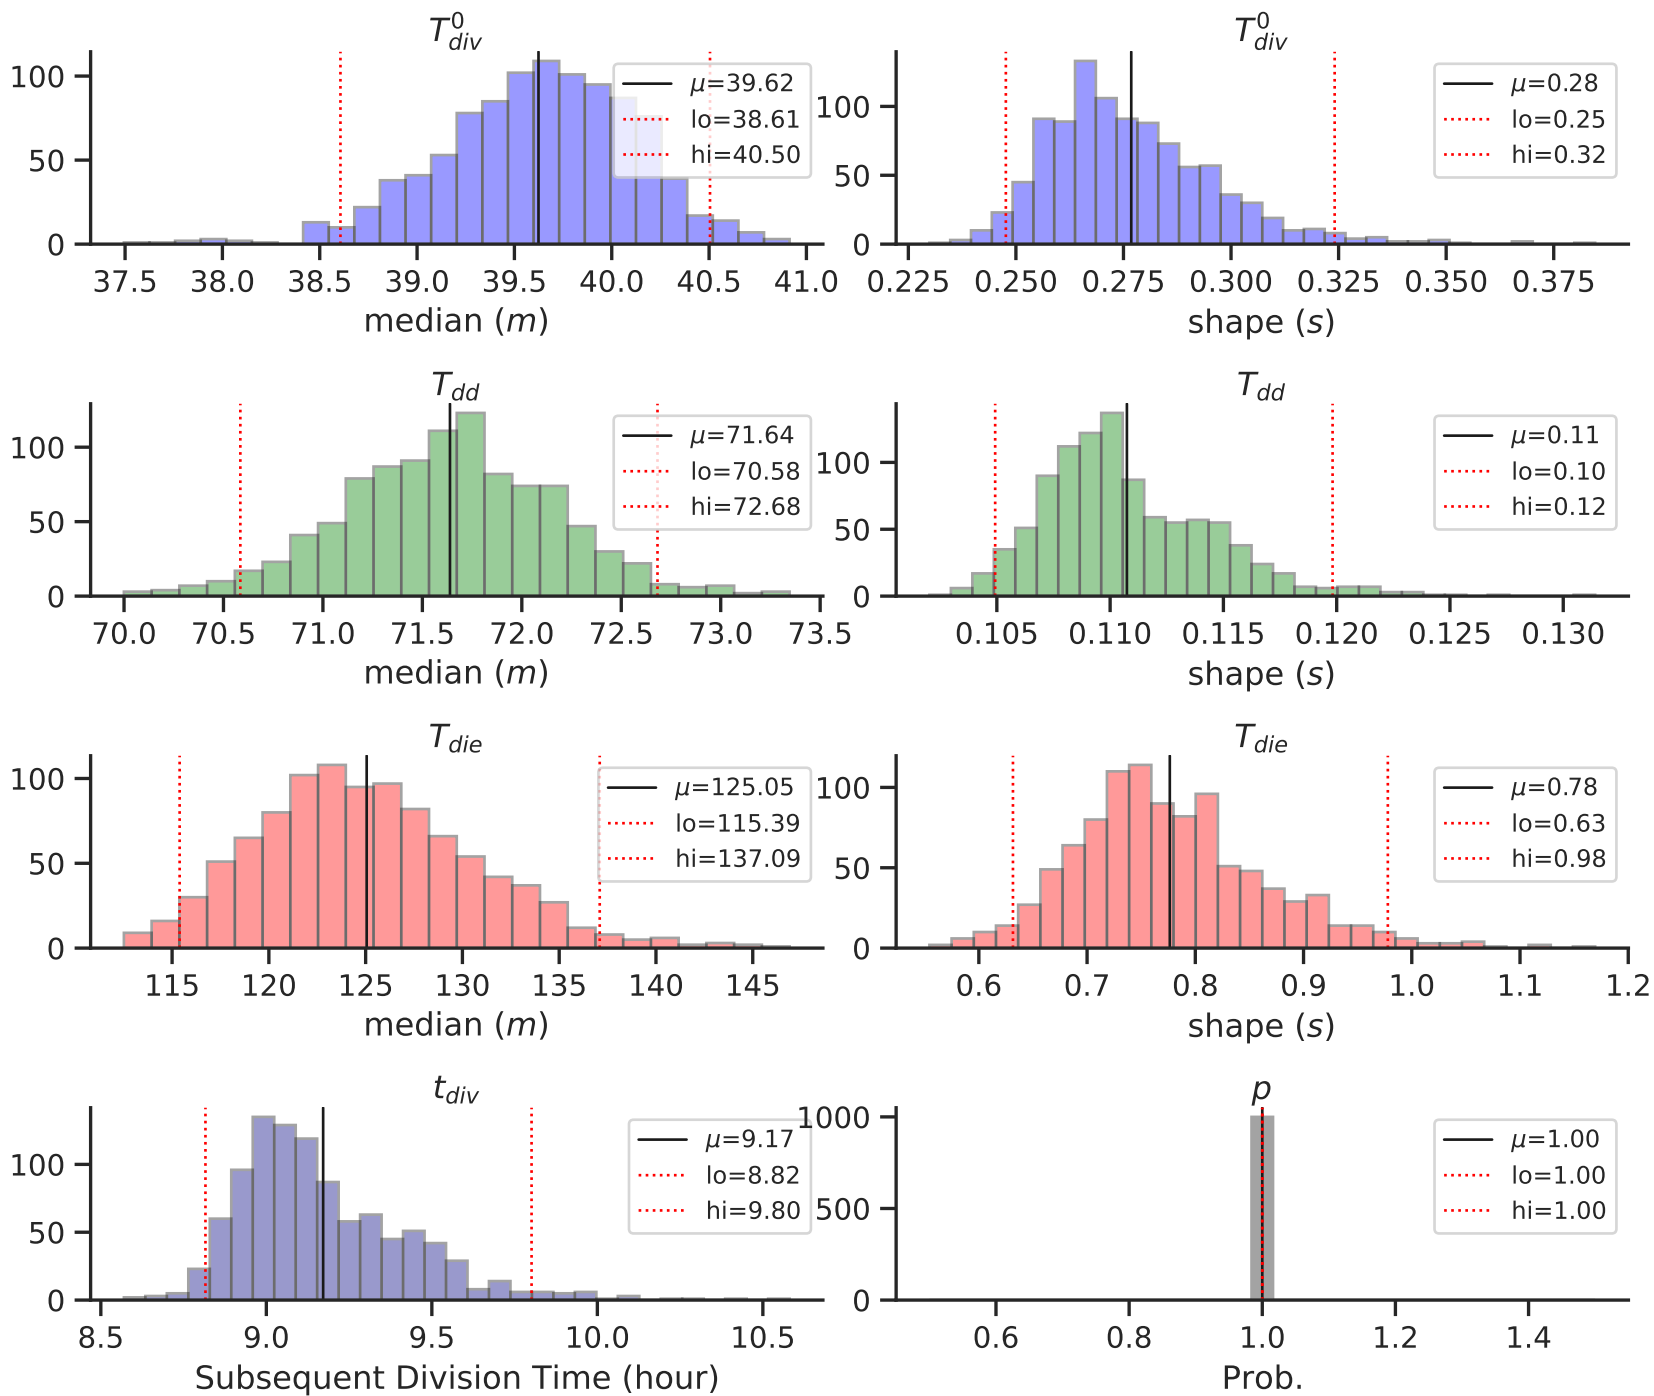 T⁰div
100
50
0
μ=39.62
lo=38.61
hi=40.50
37.5 38.0 38.5 39.0 39.5 40.0 40.5 41.0
median (m)
T⁰div
100
50
0
μ=0.28
lo=0.25
hi=0.32
0.225 0.250 0.275 0.300 0.325 0.350 0.375
shape (s)
Tdd
100
50
0
μ=71.64
lo=70.58
hi=72.68
70.0 70.5 71.0 71.5 72.0 72.5 73.0 73.5
median (m)
Tdd
100
50
0
μ=0.11
lo=0.10
hi=0.12
0.105 0.110 0.115 0.120 0.125 0.130
shape (s)
Tdie
100
50
0
μ=125.05
lo=115.39
hi=137.09
115 120 125 130 135 140 145
median (m)
Tdie
100
50
0
μ=0.78
lo=0.63
hi=0.98
0.6 0.7 0.8 0.9 1.0 1.1 1.2
shape (s)
tdiv
100
50
0
μ=9.17
lo=8.82
hi=9.80
8.5 9.0 9.5 10.0 10.5
Subsequent Division Time (hour)
p
1000
500
0
μ=1.00
lo=1.00
hi=1.00
0.6 0.8 1.0 1.2 1.4
Prob.